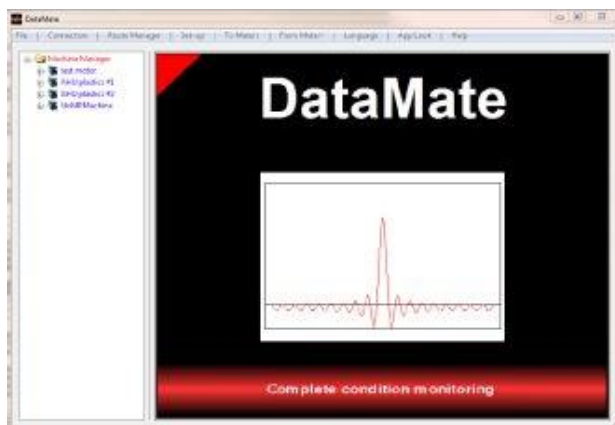 DataMate
File | Connection | Route Manager | Set-up | To Meter | From Meter | Language | App Look | Help
Machine Manager
test motor
DataMate
Complete condition monitoring